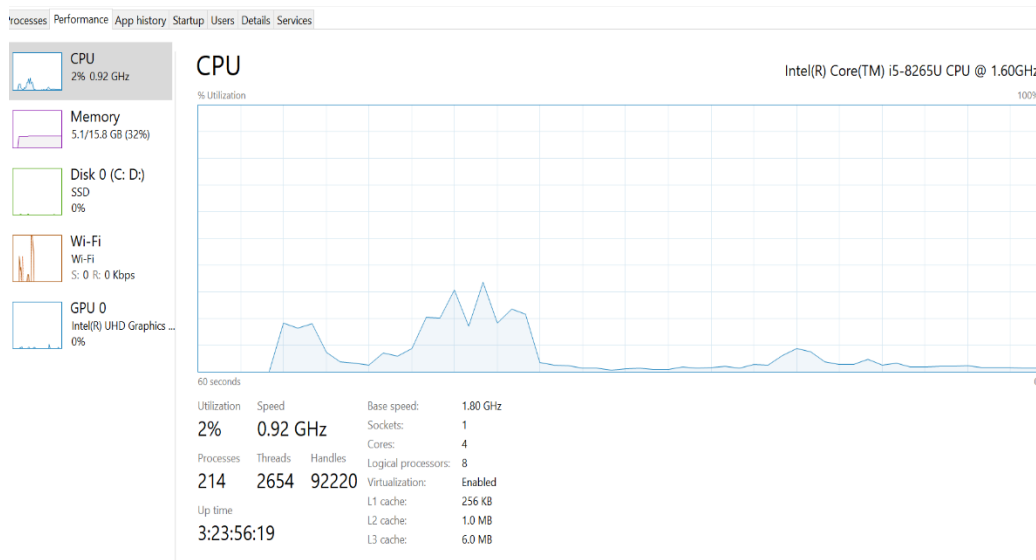 Processes Performance App history Startup Users Details Services
CPU
2% 0.92 GHz
Memory
5.1/15.8 GB (32%)
Disk 0 (C: D:)
SSD
0%
Wi-Fi
Wi-Fi
S: 0 R: 0 Kbps
GPU 0
Intel(R) UHD Graphics ...
0%
CPU
Intel(R) Core(TM) i5-8265U CPU @ 1.60GHz
% Utilization 100%
60 seconds
Utilization Speed
2% 0.92 GHz
Processes Threads Handles
214 2654 92220
Up time
3:23:56:19
Base speed: 1.80 GHz
Sockets: 1
Cores: 4
Logical processors: 8
Virtualization: Enabled
L1 cache: 256 KB
L2 cache: 1.0 MB
L3 cache: 6.0 MB